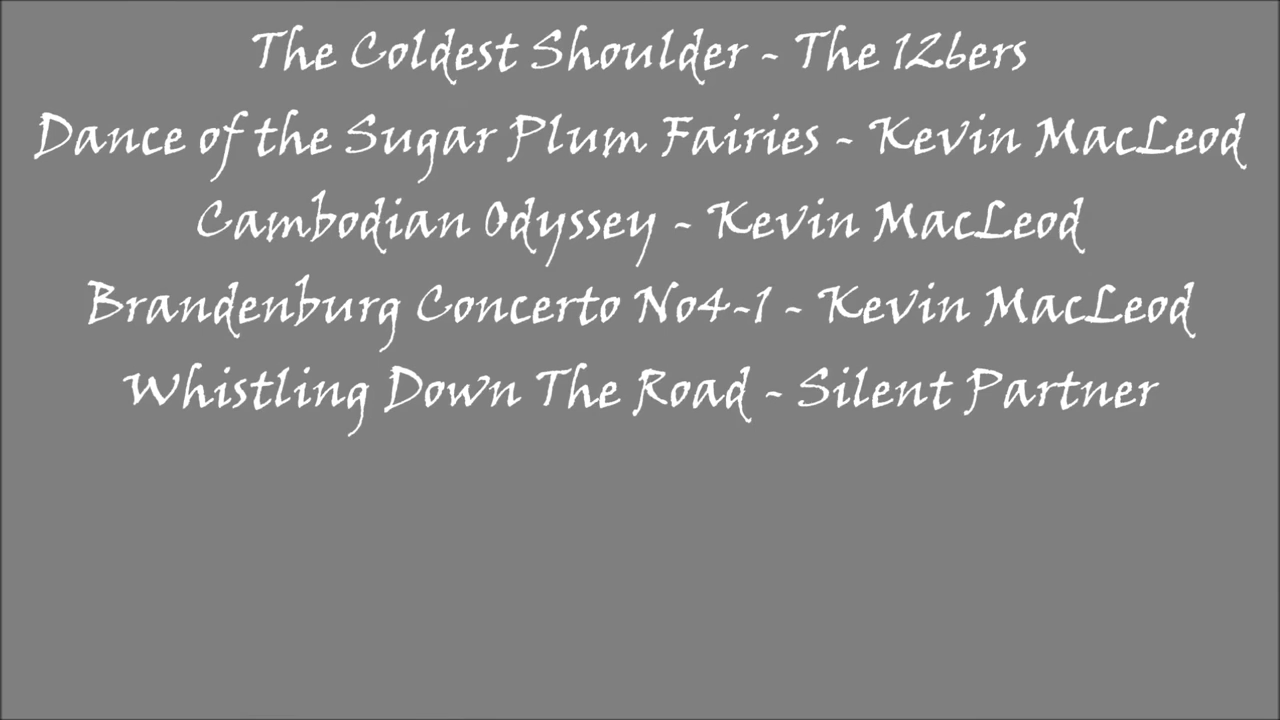 The Coldest Shoulder - The 126ers
Dance of the Sugar Plum Fairies - Kevin MacLeod
Cambodian Odyssey - Kevin MacLeod
Brandenburg Concerto No4-1 - Kevin MacLeod
Whistling Down The Road - Silent Partner